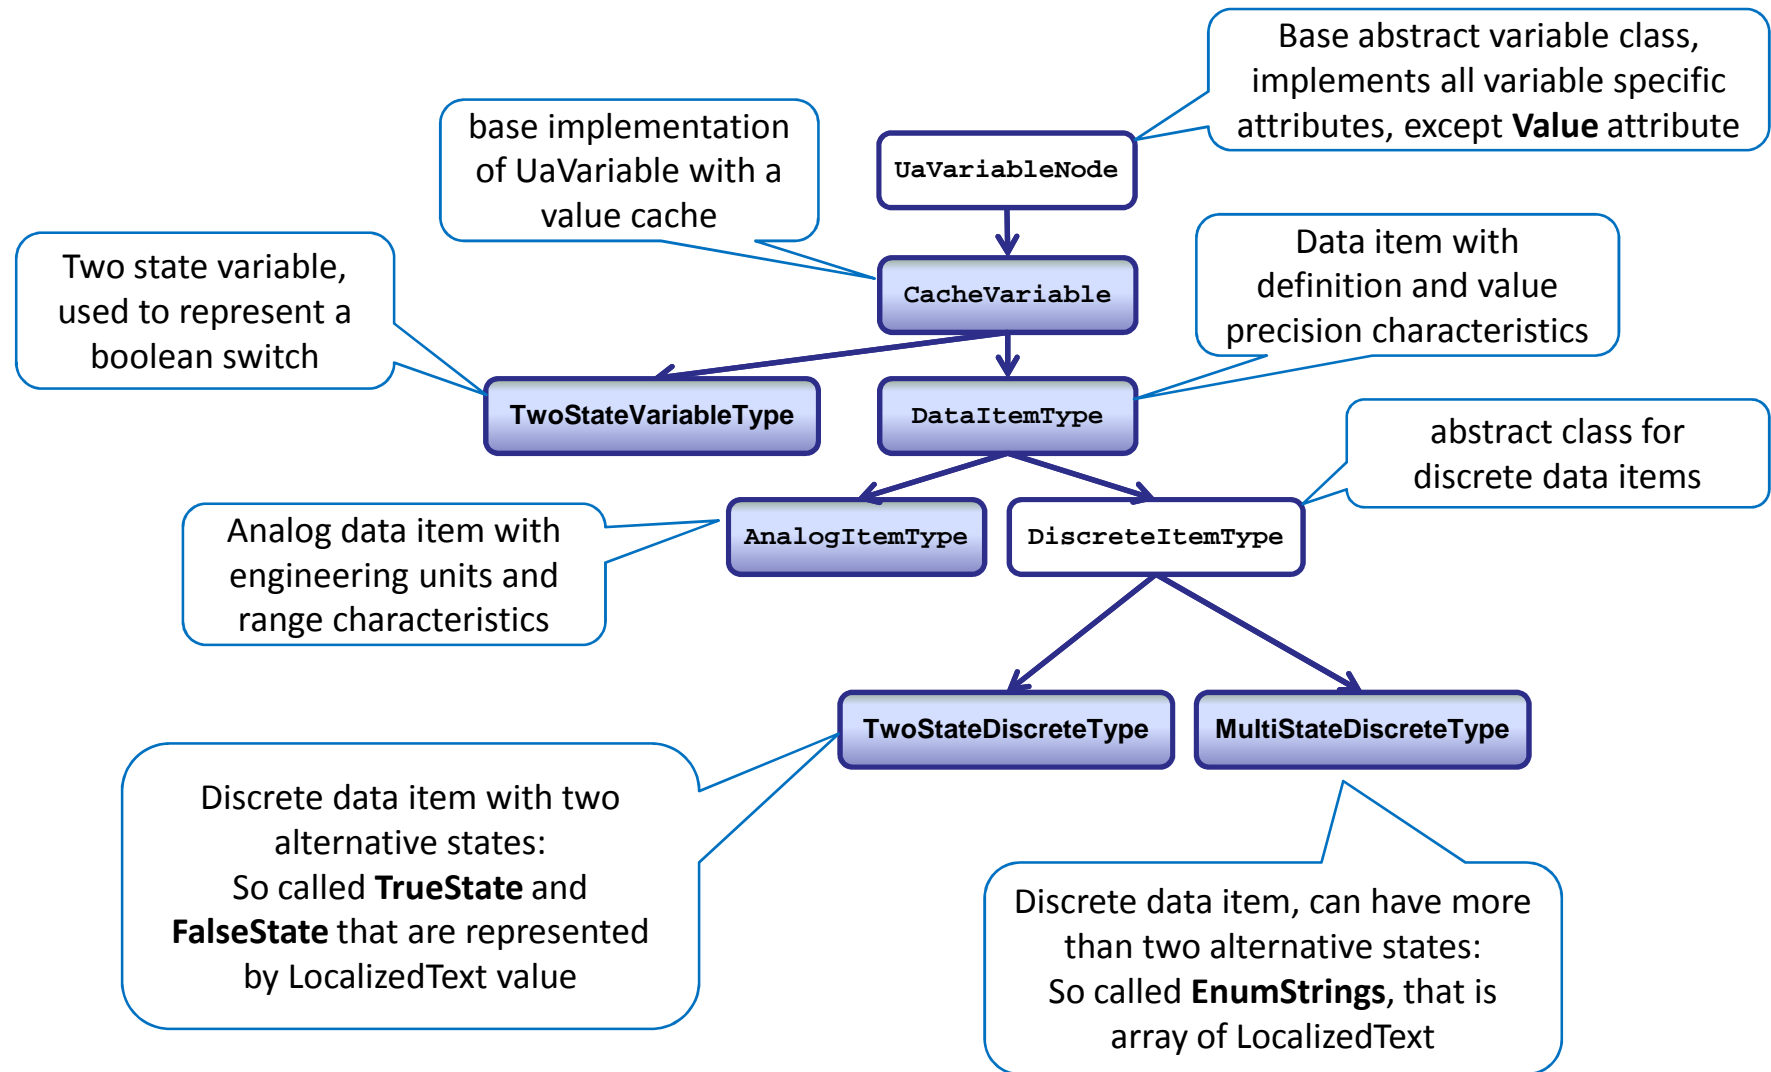 Base abstract variable class,
implements all variable specific
attributes, except Value attribute
base implementation
of UaVariable with a
value cache
UaVariableNode
Two state variable,
used to represent a
boolean switch
CacheVariable
Data item with
definition and value
precision characteristics
TwoStateVariableType
DataItemType
abstract class for
discrete data items
Analog data item with
engineering units and
range characteristics
AnalogItemType
DiscreteItemType
TwoStateDiscreteType
MultiStateDiscreteType
Discrete data item with two
alternative states:
So called TrueState and
FalseState that are represented
by LocalizedText value
Discrete data item, can have more
than two alternative states:
So called EnumStrings, that is
array of LocalizedText